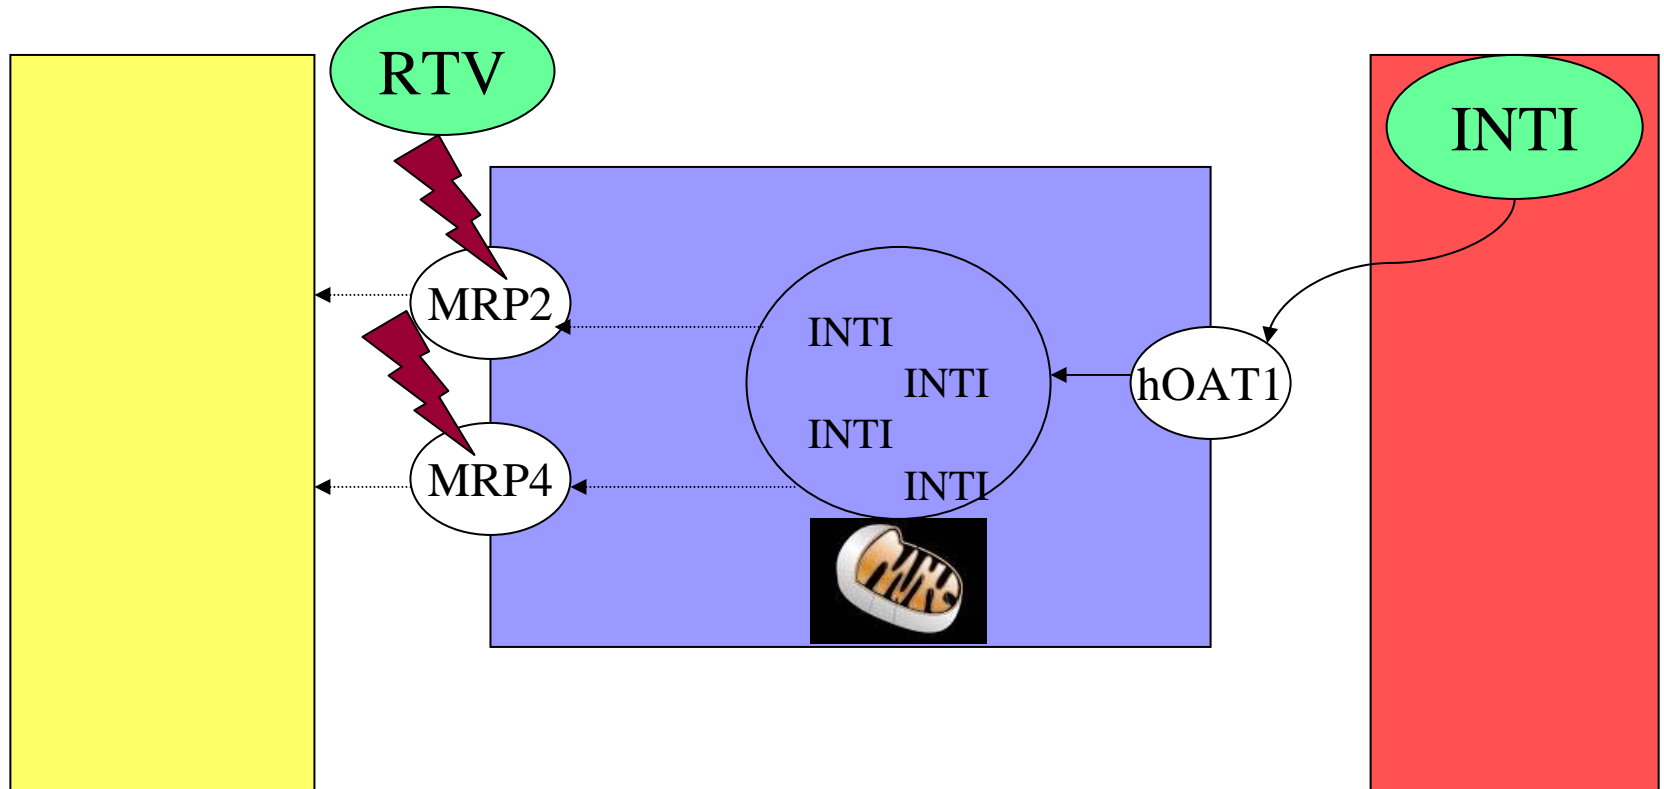 RTV
INTI
MRP2
INTI
INTI
hOAT1
INTI
MRP4
INTI